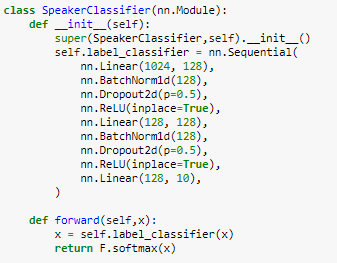 class SpeakerClassifier(nn.Module):
    def __init__(self):
        super(SpeakerClassifier,self).__init__()
        self.label_classifier = nn.Sequential(
            nn.Linear(1024, 128),
            nn.BatchNorm1d(128),
            nn.Dropout2d(p=0.5),
            nn.ReLU(inplace=True),
            nn.Linear(128, 128),
            nn.BatchNorm1d(128),
            nn.Dropout2d(p=0.5),
            nn.ReLU(inplace=True),
            nn.Linear(128, 10),
        )
    def forward(self,x):
        x = self.label_classifier(x)
        return F.softmax(x)